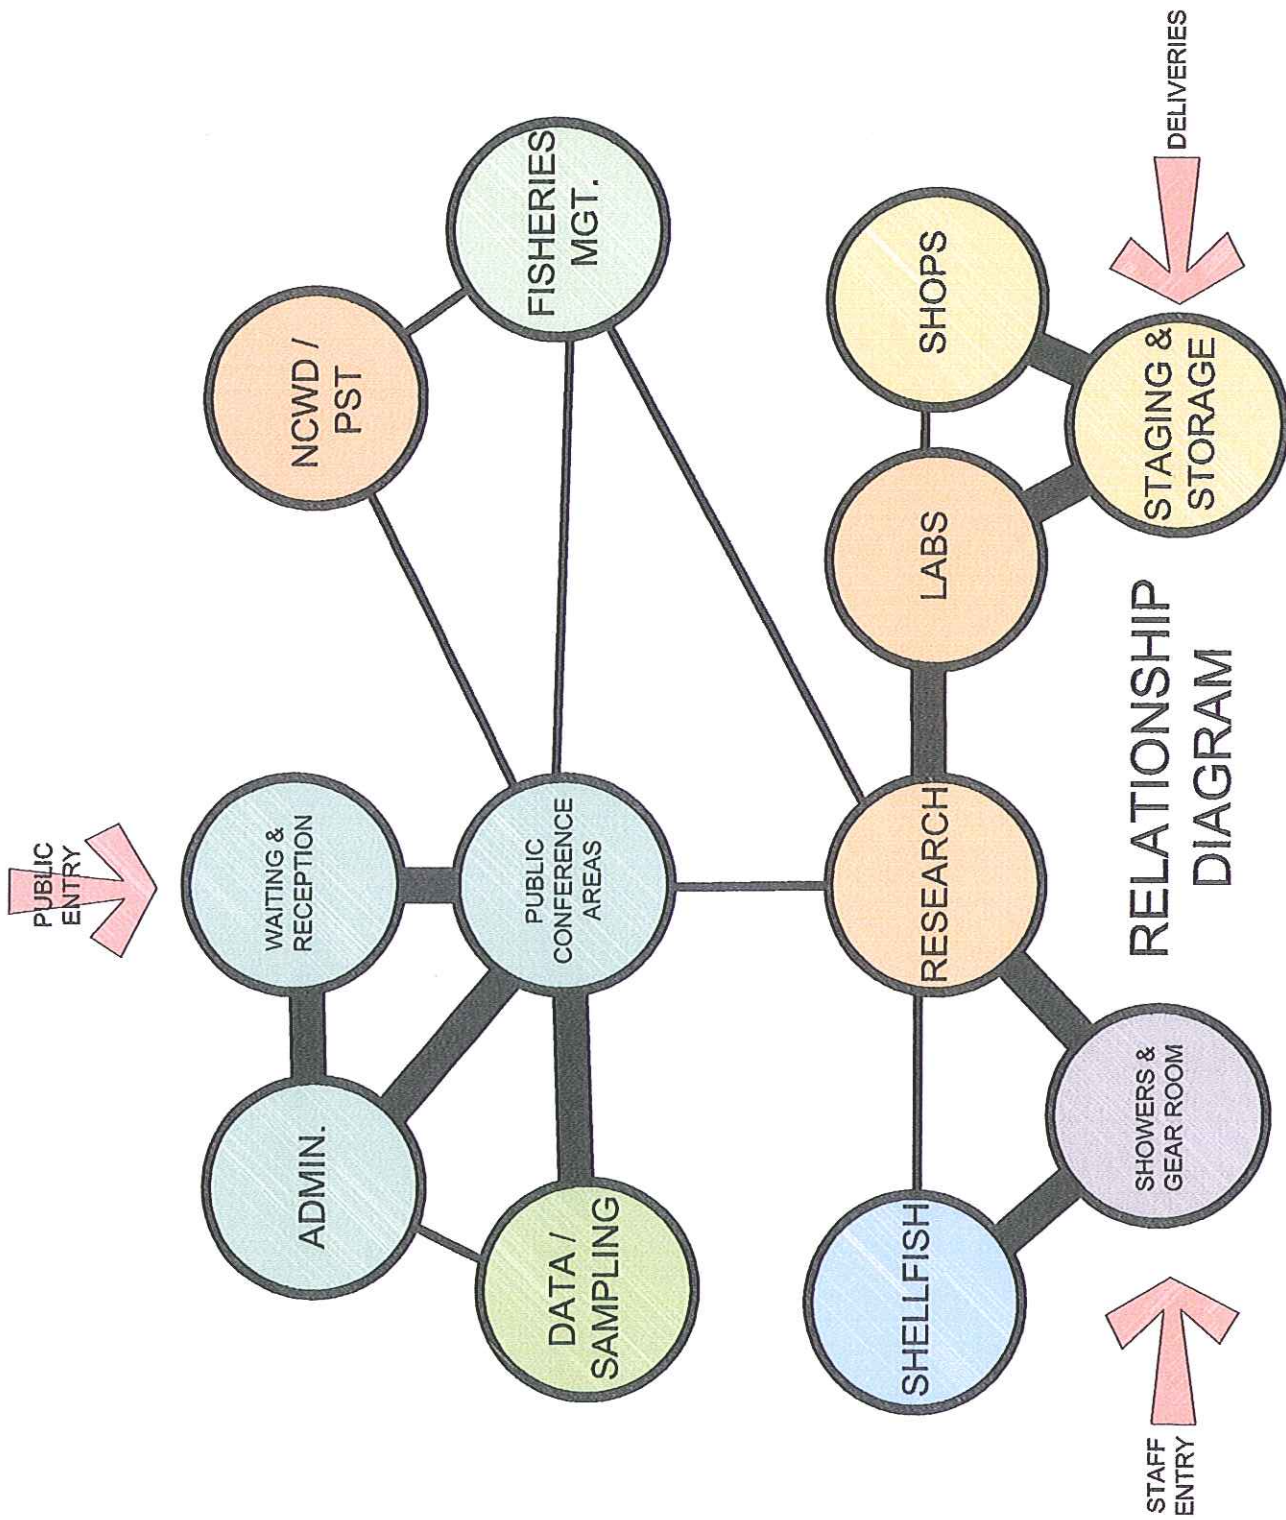 PUBLIC
ENTRY
WAITING &
RECEPTION
ADMIN.
NCWD /
PST
PUBLIC
CONFERENCE
AREAS
DATA /
SAMPLING
FISHERIES
MGT.
SHELLFISH
RESEARCH
LABS
SHOPS
STAFF
ENTRY
SHOWERS &
GEAR ROOM
RELATIONSHIP
DIAGRAM
STAGING &
STORAGE
DELIVERIES